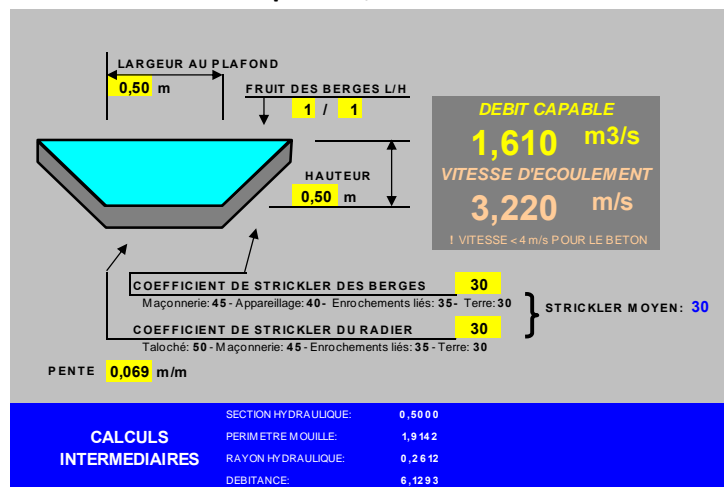 LARGEUR AU PLAFOND
0,50 m
FRUIT DES BERGES L/H
1 / 1
DEBIT CAPABLE
1,610 m3/s
VITESSE D'ECOULEMENT
3,220 m/s
! VITESSE < 4 m/s POUR LE BETON
HAUTEUR
0,50 m
COEFFICIENT DE STRICKLER DES BERGES 30
Maçonnerie: 45 - Appareillage: 40 - Enrochements liés: 35 - Terre: 30
STRICKLER MOYEN: 30
COEFFICIENT DE STRICKLER DU RADIER 30
Taloché: 50 - Maçonnerie: 45 - Enrochements liés: 35 - Terre: 30
PENTE 0,069 m/m
CALCULS INTERMEDIAIRES
SECTION HYDRAULIQUE: 0,5000
PERIMETRE MOUILLE: 1,9142
RAYON HYDRAULIQUE: 0,2612
DEBITANCE: 6,1293